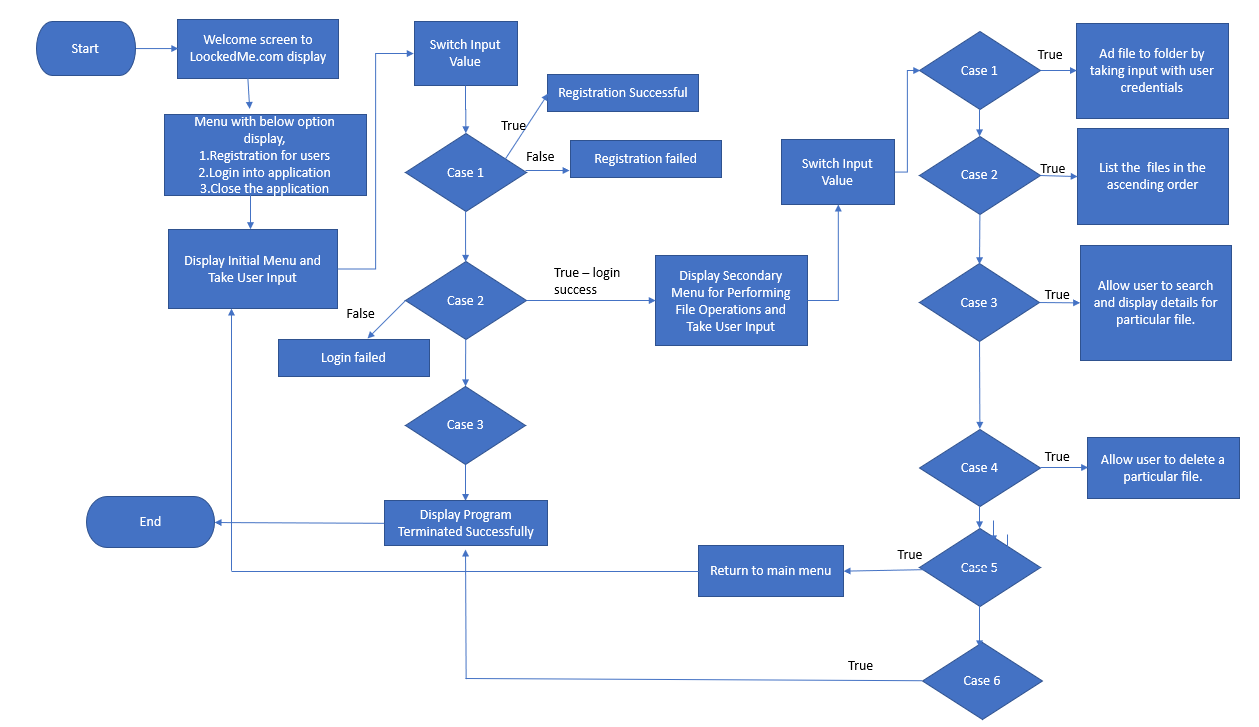 Start
Welcome screen to
LoockedMe.com display
Menu with below option
display,
1.Registration for users
2.Login into application
3.Close the application
Display Initial Menu and
Take User Input
Switch Input
Value
Case 1
True
Registration Successful
False
Registration failed
Case 2
True – login
success
False
Login failed
Case 3
Display Program
Terminated Successfully
End
Display Secondary
Menu for Performing
File Operations and
Take User Input
Switch Input
Value
Case 1
True
Ad file to folder by
taking input with user
credentials
Case 2
True
List the files in the
ascending order
Case 3
True
Allow user to search
and display details for
particular file.
Case 4
True
Allow user to delete a
particular file.
Case 5
True
Return to main menu
Case 6
True